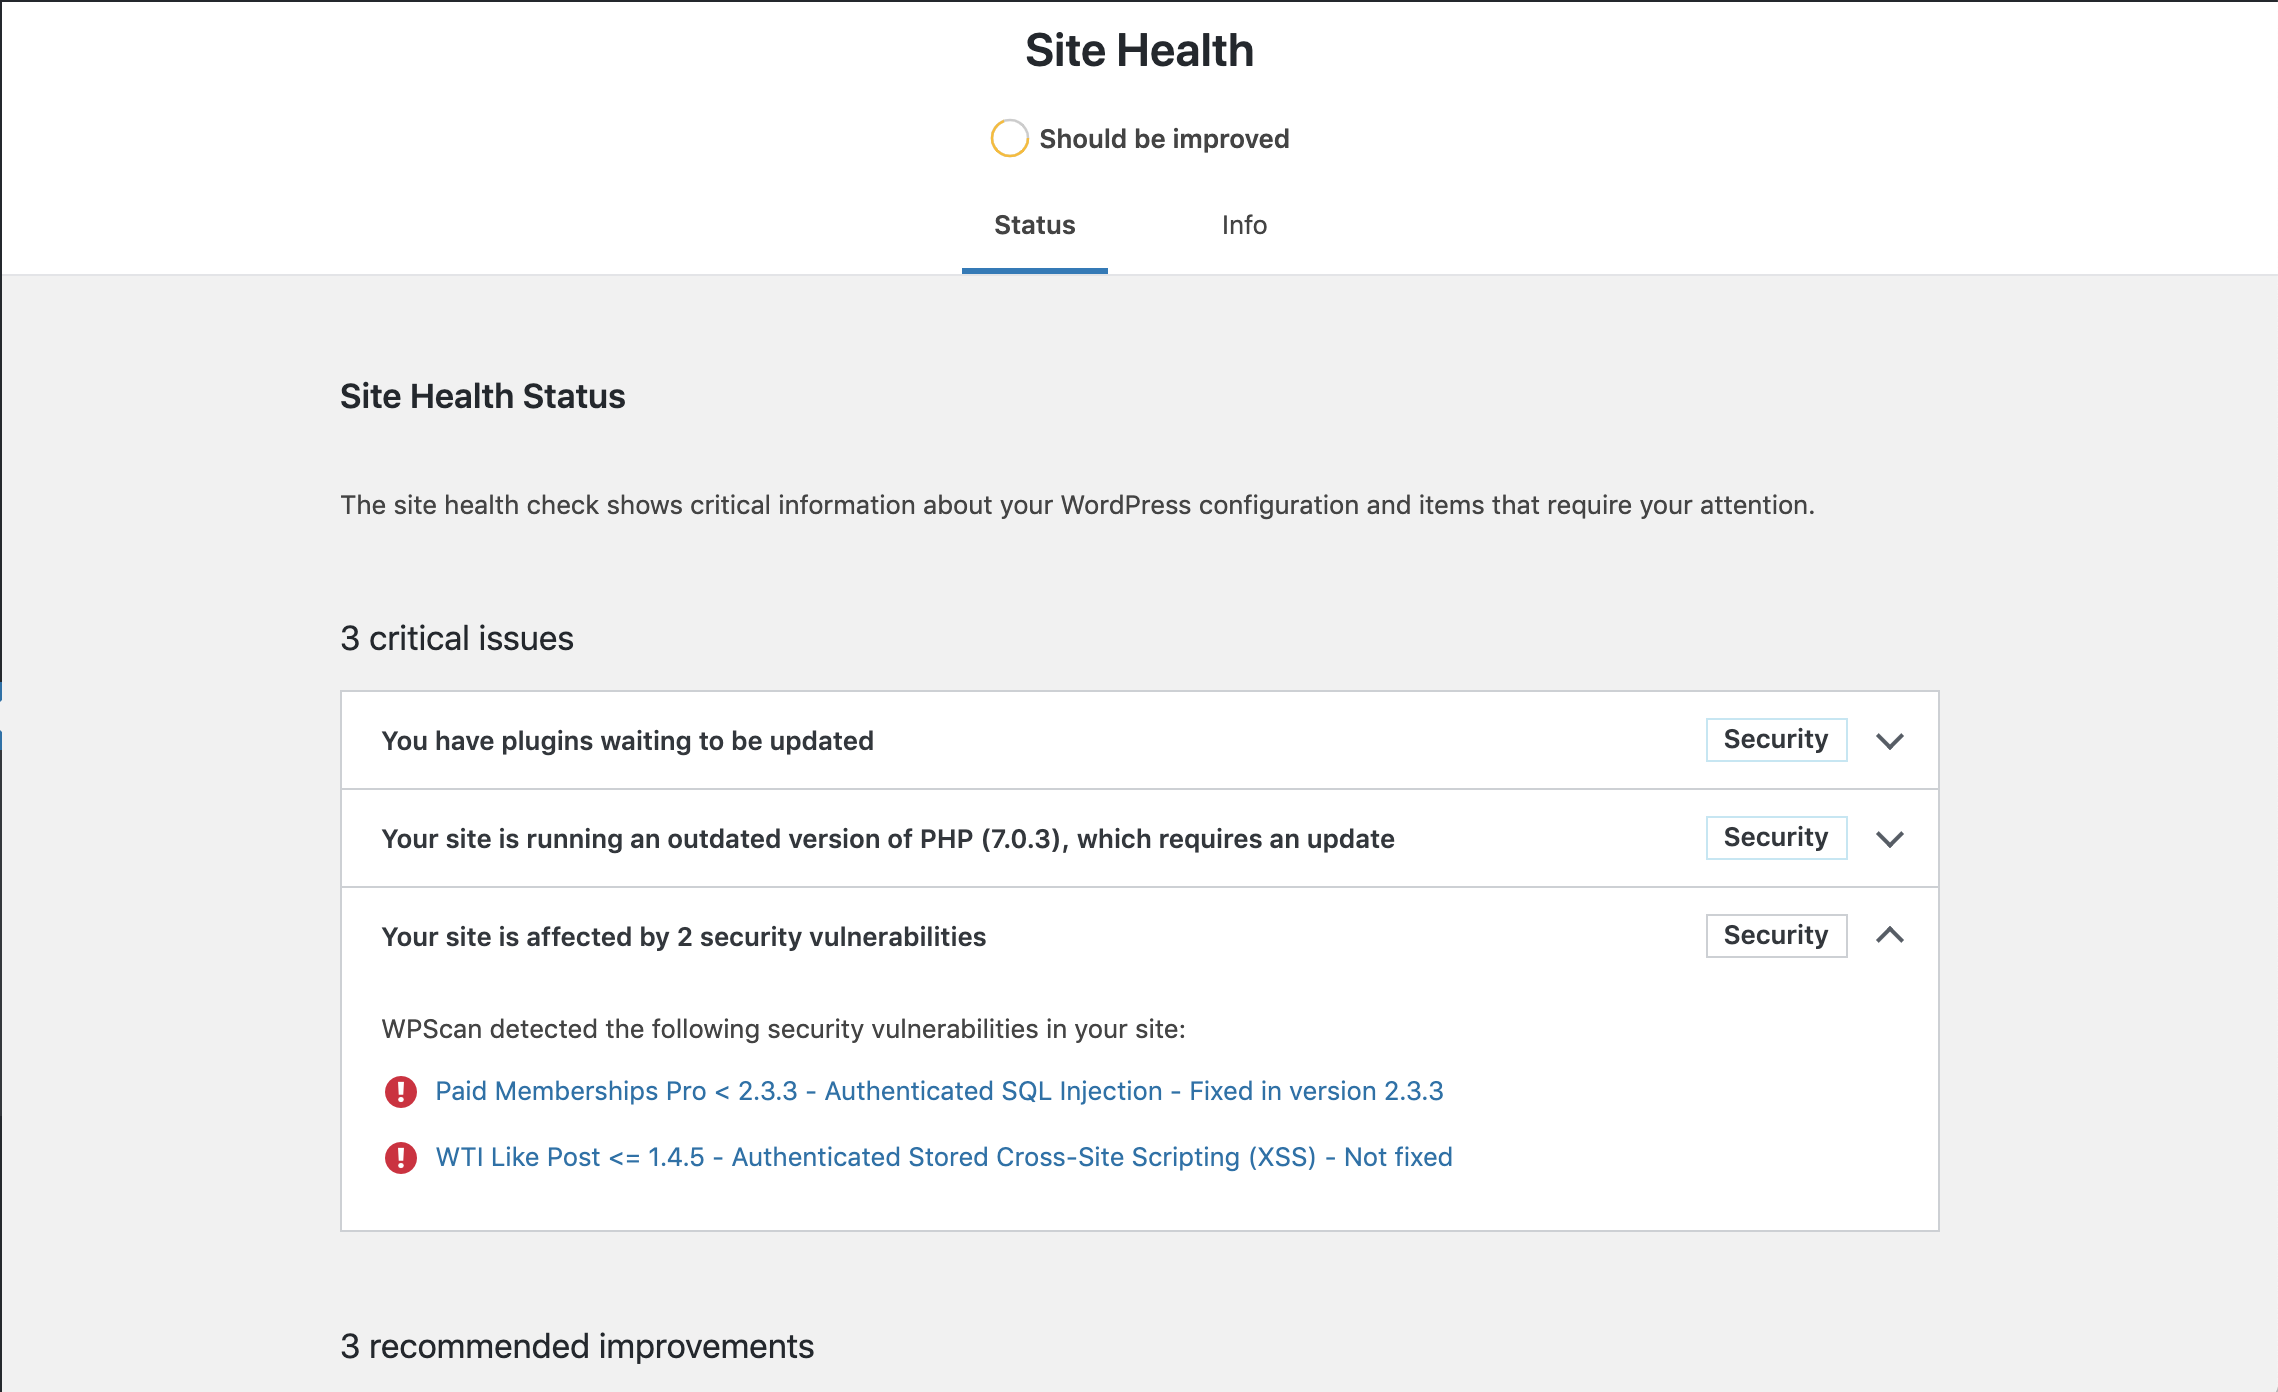 Site Health
Should be improved
Status Info
Site Health Status
The site health check shows critical information about your WordPress configuration and items that require your attention.
3 critical issues
You have plugins waiting to be updated Security
Your site is running an outdated version of PHP (7.0.3), which requires an update Security
Your site is affected by 2 security vulnerabilities Security
WPScan detected the following security vulnerabilities in your site:
Paid Memberships Pro < 2.3.3 - Authenticated SQL Injection - Fixed in version 2.3.3
WTI Like Post <= 1.4.5 - Authenticated Stored Cross-Site Scripting (XSS) - Not fixed
3 recommended improvements